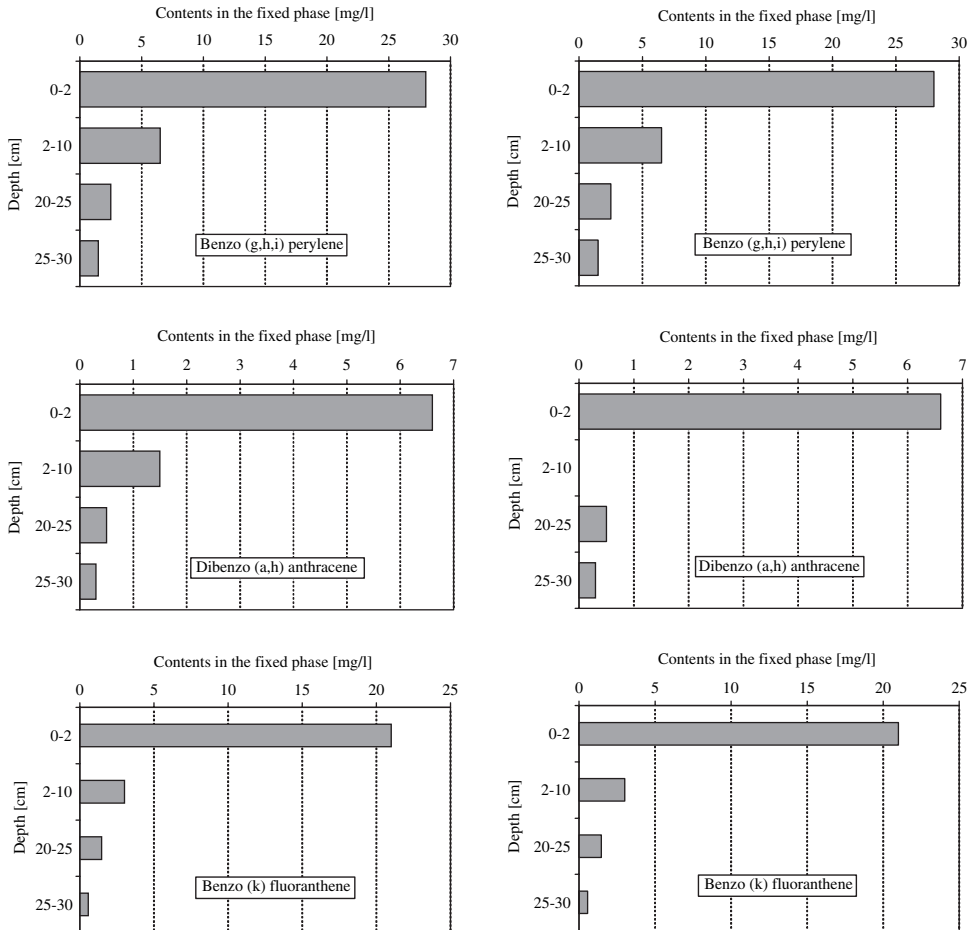 Contents in the fixed phase [mg/l]
0 5 10 15 20 25 30
Depth [cm]
0-2
2-10
20-25
25-30
Benzo (g,h,i) perylene
Contents in the fixed phase [mg/l]
0 5 10 15 20 25 30
Depth [cm]
0-2
2-10
20-25
25-30
Benzo (g,h,i) perylene
Contents in the fixed phase [mg/l]
0 1 2 3 4 5 6 7
Depth [cm]
0-2
2-10
20-25
25-30
Dibenzo (a,h) anthracene
Contents in the fixed phase [mg/l]
0 1 2 3 4 5 6 7
Depth [cm]
0-2
2-10
20-25
25-30
Dibenzo (a,h) anthracene
Contents in the fixed phase [mg/l]
0 5 10 15 20 25
Depth [cm]
0-2
2-10
20-25
25-30
Benzo (k) fluoranthene
Contents in the fixed phase [mg/l]
0 5 10 15 20 25
Depth [cm]
0-2
2-10
20-25
25-30
Benzo (k) fluoranthene